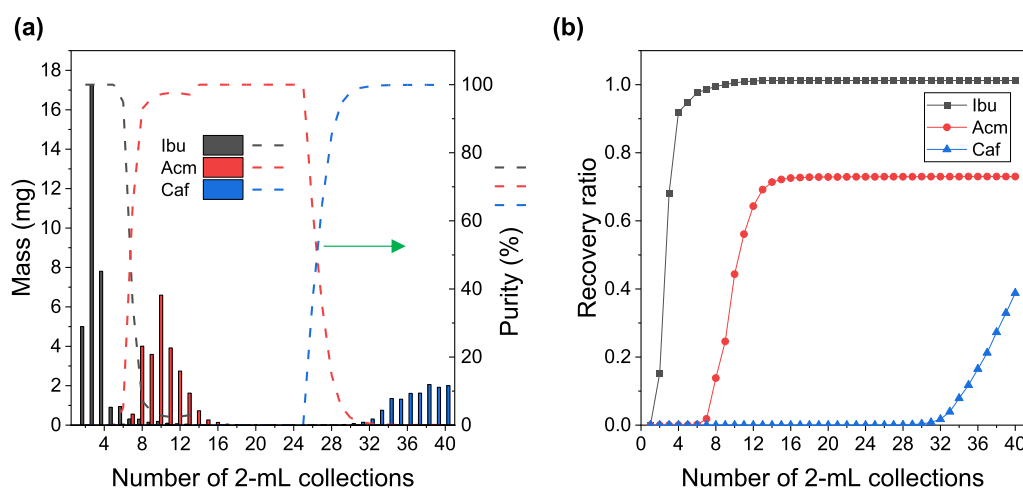 (a)
18
16
14
12
10
8
6
4
2
0
Mass (mg)
Ibu
Acm
Caf
100
80
60
40
20
0
Purity (%)
4 8 12 16 20 24 28 32 36 40
Number of 2-mL collections
(b)
1.0
0.8
0.6
0.4
0.2
0.0
Recovery ratio
Ibu
Acm
Caf
0 4 8 12 16 20 24 28 32 36 40
Number of 2-mL collections